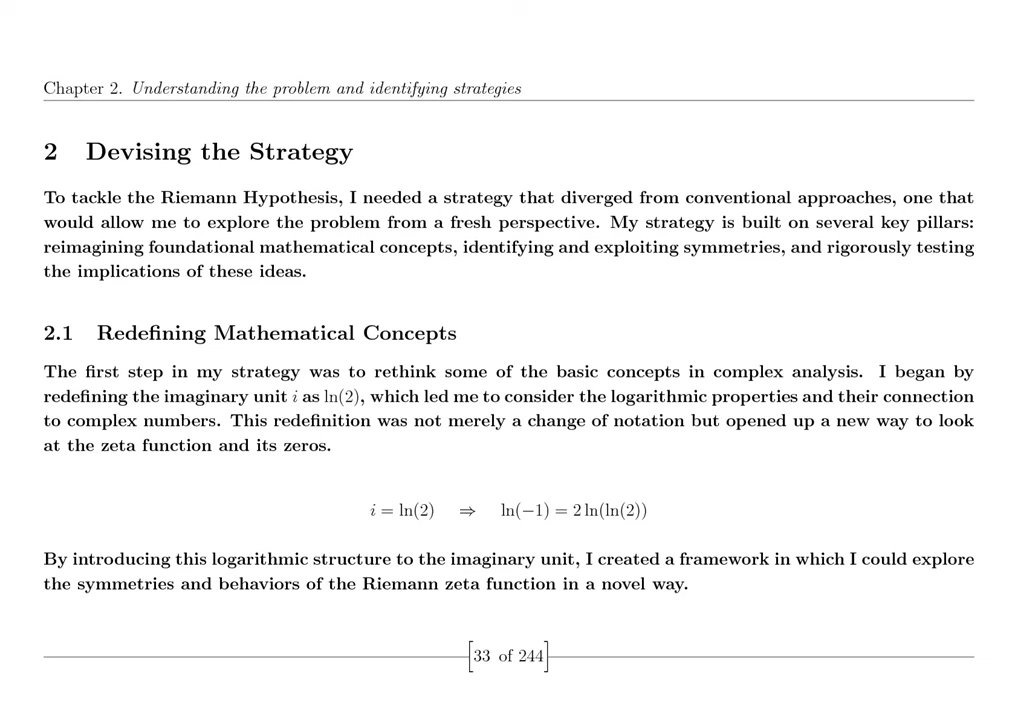 Chapter 2. Understanding the problem and identifying strategies
2 Devising the Strategy
To tackle the Riemann Hypothesis, I needed a strategy that diverged from conventional approaches, one that
would allow me to explore the problem from a fresh perspective. My strategy is built on several key pillars:
reimagining foundational mathematical concepts, identifying and exploiting symmetries, and rigorously testing
the implications of these ideas.
2.1 Redefining Mathematical Concepts
The first step in my strategy was to rethink some of the basic concepts in complex analysis. I began by
redefining the imaginary unit i as ln(2), which led me to consider the logarithmic properties and their connection
to complex numbers. This redefinition was not merely a change of notation but opened up a new way to look
at the zeta function and its zeros.
i = ln(2) ⇒ ln(−1) = 2 ln(ln(2))
By introducing this logarithmic structure to the imaginary unit, I created a framework in which I could explore
the symmetries and behaviors of the Riemann zeta function in a novel way.
[33 of 244]